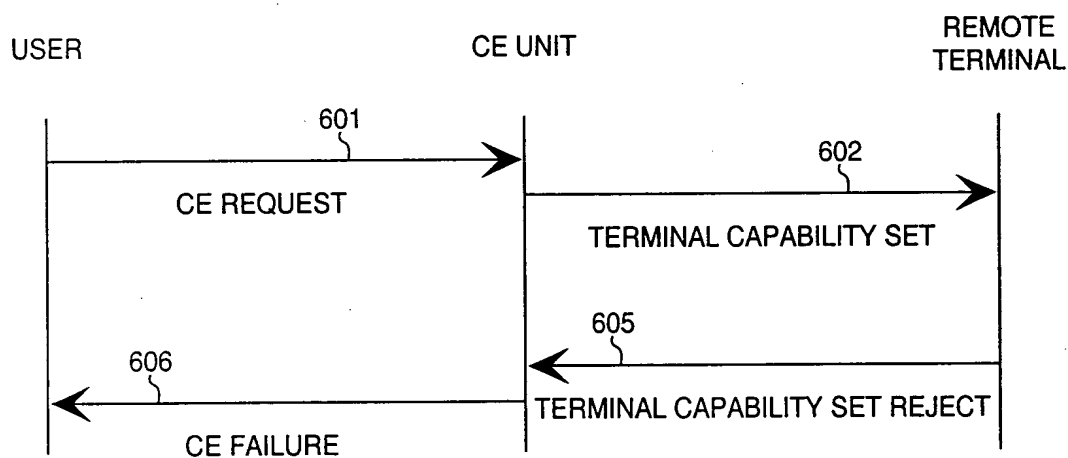 USER
CE UNIT
REMOTE
TERMINAL
601
CE REQUEST
602
TERMINAL CAPABILITY SET
605
TERMINAL CAPABILITY SET REJECT
606
CE FAILURE